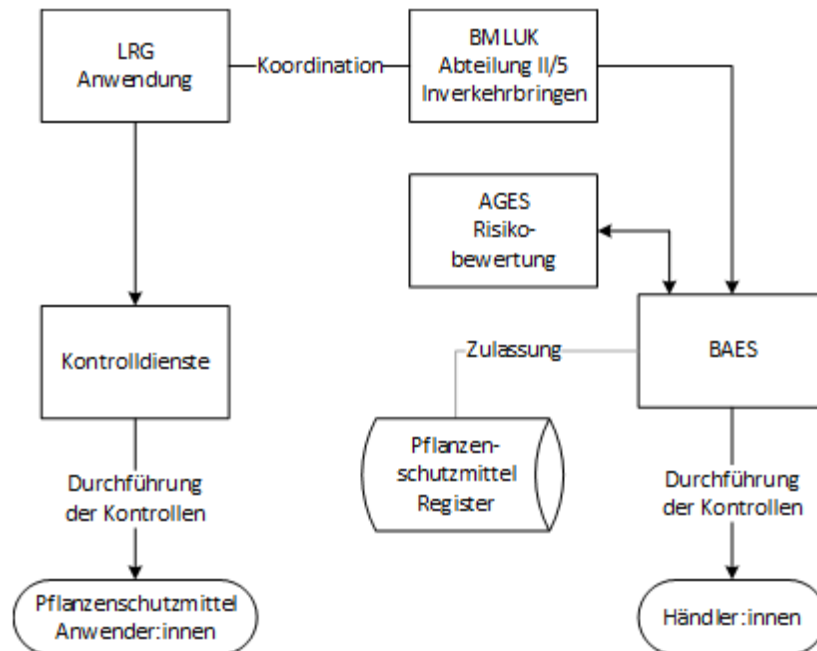 LRG
Anwendung
Koordination
BMLUK
Abteilung II/5
Inverkehrbringen
AGES
Risiko-
bewertung
Kontrolldienste
Zulassung
BAES
Pflanzen-
schutzmittel
Register
Durchführung
der Kontrollen
Durchführung
der Kontrollen
Pflanzenschutzmittel
Anwender:innen
Händler:innen